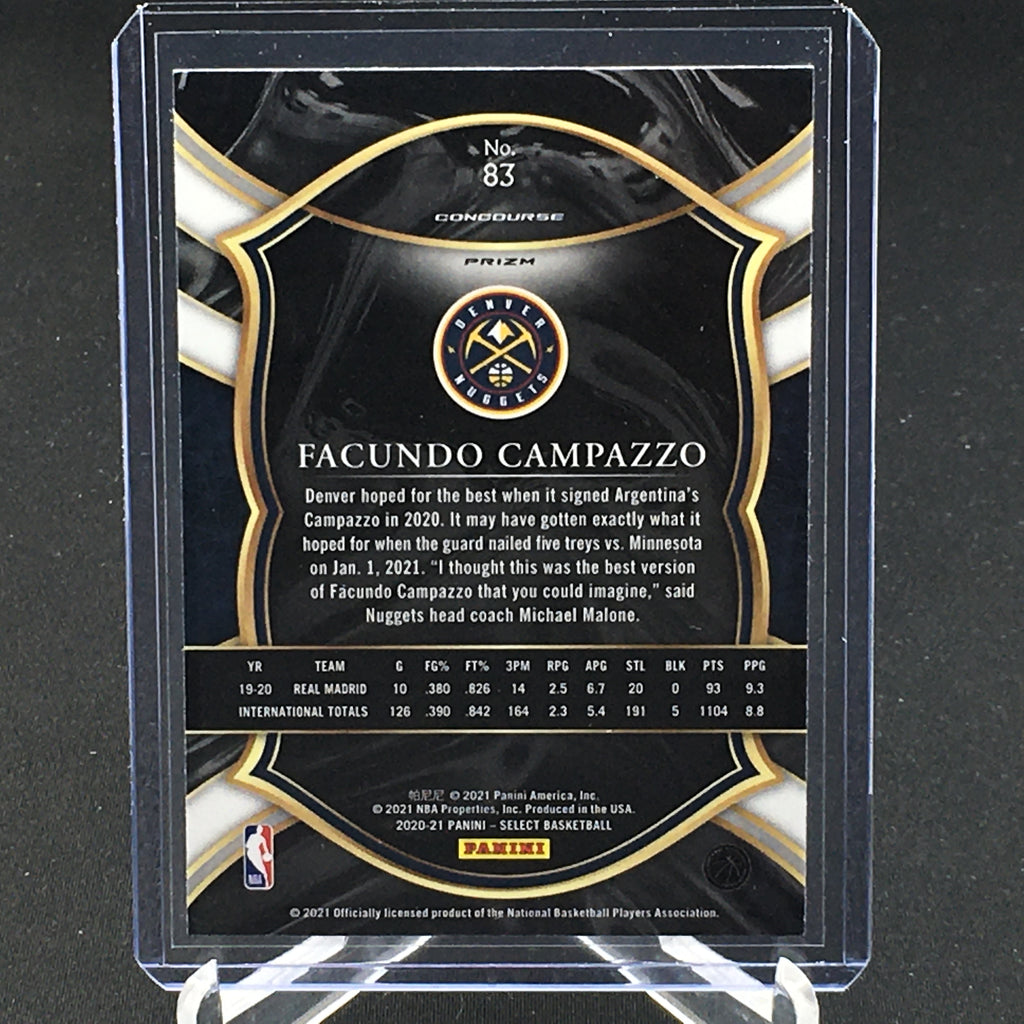 No.
83
CONCOURSE
PRIZM
DENVER
NUGGETS
FACUNDO CAMPAZZO
Denver hoped for the best when it signed Argentina's
Campazzo in 2020. It may have gotten exactly what it
hoped for when the guard nailed five treys vs. Minnesota
on Jan. 1, 2021. "I thought this was the best version
of Facundo Campazzo that you could imagine," said
Nuggets head coach Michael Malone.
YR TEAM G FG% FT% 3PM RPG APG STL BLK PTS PPG
19-20 REAL MADRID 10 .380 .826 14 2.5 6.7 20 0 93 9.3
INTERNATIONAL TOTALS 126 .390 .842 164 2.3 5.4 191 5 1104 8.8
帕尼尼 © 2021 Panini America, Inc.
© 2021 NBA Properties, Inc. Produced in the USA.
2020-21 PANINI – SELECT BASKETBALL
PANINI
NBA
© 2021 Officially licensed product of the National Basketball Players Association.